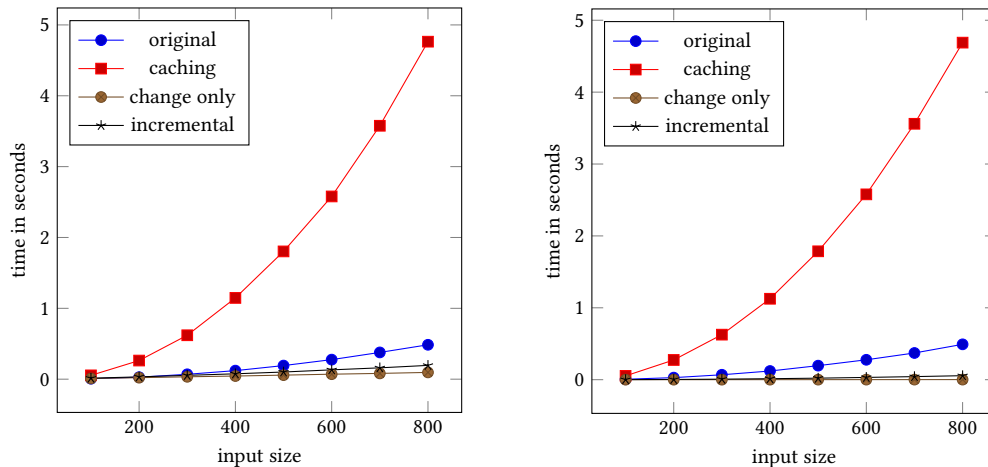 5
4
3
2
1
0
time in seconds
original
caching
change only
incremental
200
400
600
800
input size
5
4
3
2
1
0
time in seconds
original
caching
change only
incremental
200
400
600
800
input size